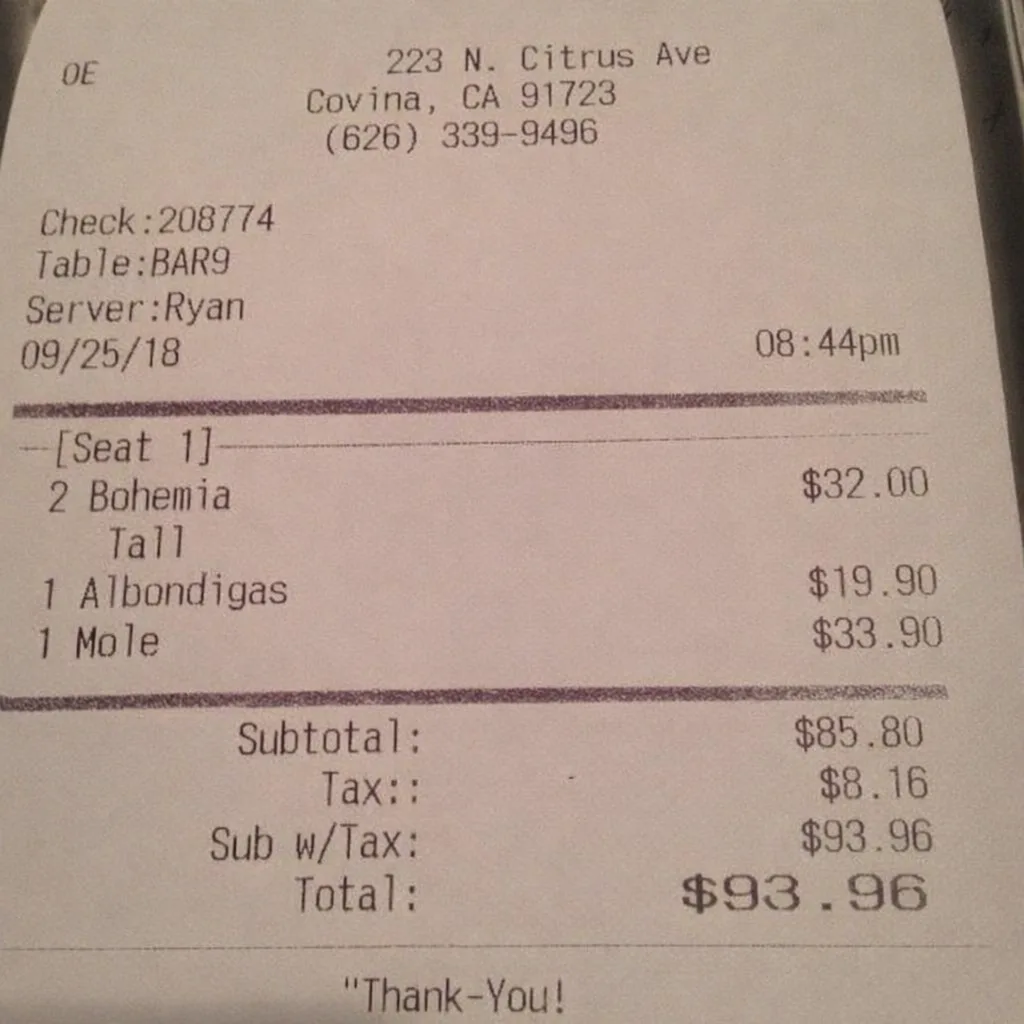 OE
223 N. Citrus Ave
Covina, CA 91723
(626) 339-9496
Check:208774
Table:BAR9
Server:Ryan
09/25/18 08:44pm
[Seat 1]
2 Bohemia $32.00
Tall
1 Albondigas $19.90
1 Mole $33.90
Subtotal: $85.80
Tax:: $8.16
Sub w/Tax: $93.96
Total: $93.96
"Thank-You!